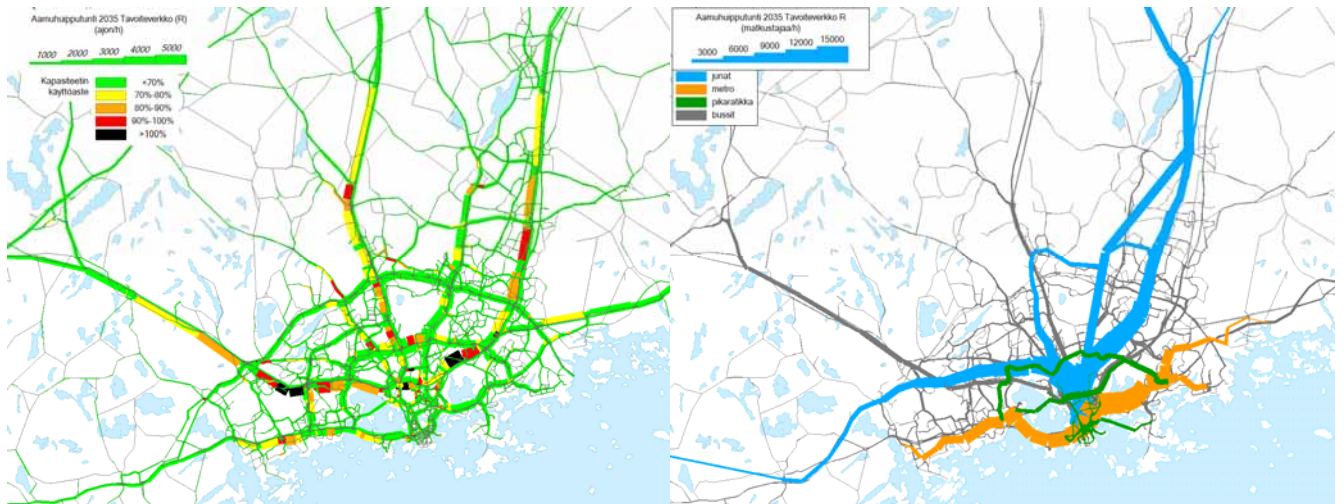 Aamuhuipputunti 2035 Tavoiteverkko (R)
(ajon/h)
1000 2000 3000 4000 5000
Kapasiteetin
käyttöaste
<70%
70%-80%
80%-90%
90%-100%
>100%
Aamuhuipputunti 2035 Tavoiteverkko R
(matkustajaa/h)
3000 6000 9000 12000 15000
junat
metro
pikaratikka
bussit